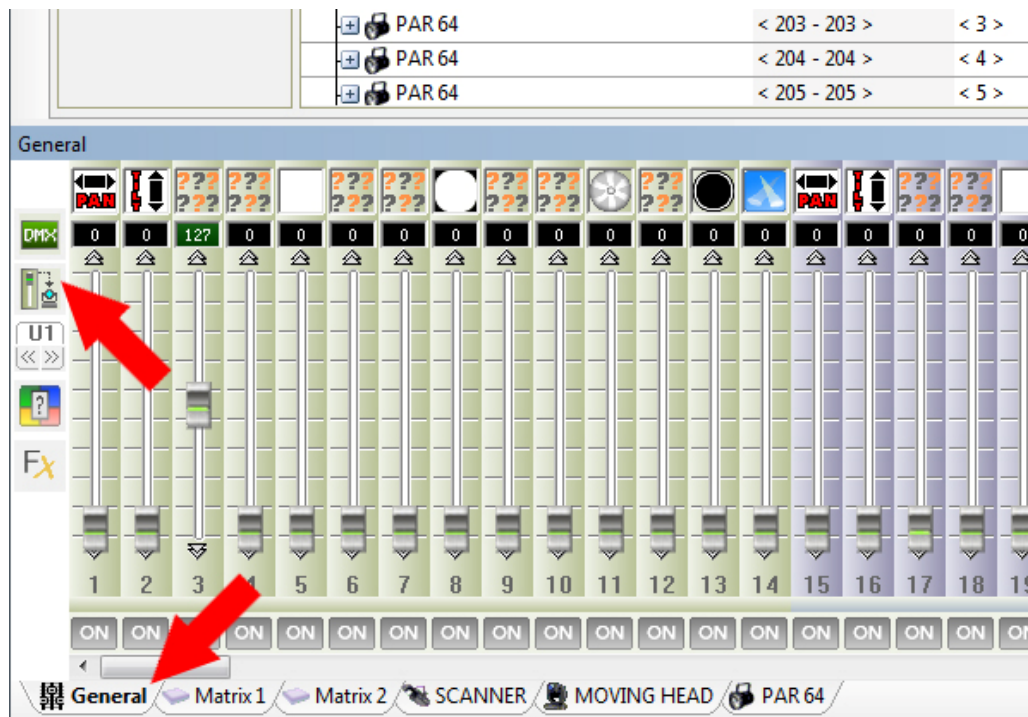 PAR 64 < 203 - 203 > < 3 >
PAR 64 < 204 - 204 > < 4 >
PAR 64 < 205 - 205 > < 5 >
General
PAN ??? ??? ??? ??? ??? ??? ??? ??? ??? ??? ??? ??? PAN ??? ???
??? ???
DMX 0 0 127 0 0 0 0 0 0 0 0 0 0 0 0 0 0 0 0
U1
<< >>
?
Fx
1 2 3 4 5 6 7 8 9 10 11 12 13 14 15 16 17 18 19
ON ON ON ON ON ON ON ON ON ON ON ON ON ON ON ON ON
General Matrix 1 Matrix 2 SCANNER MOVING HEAD PAR 64